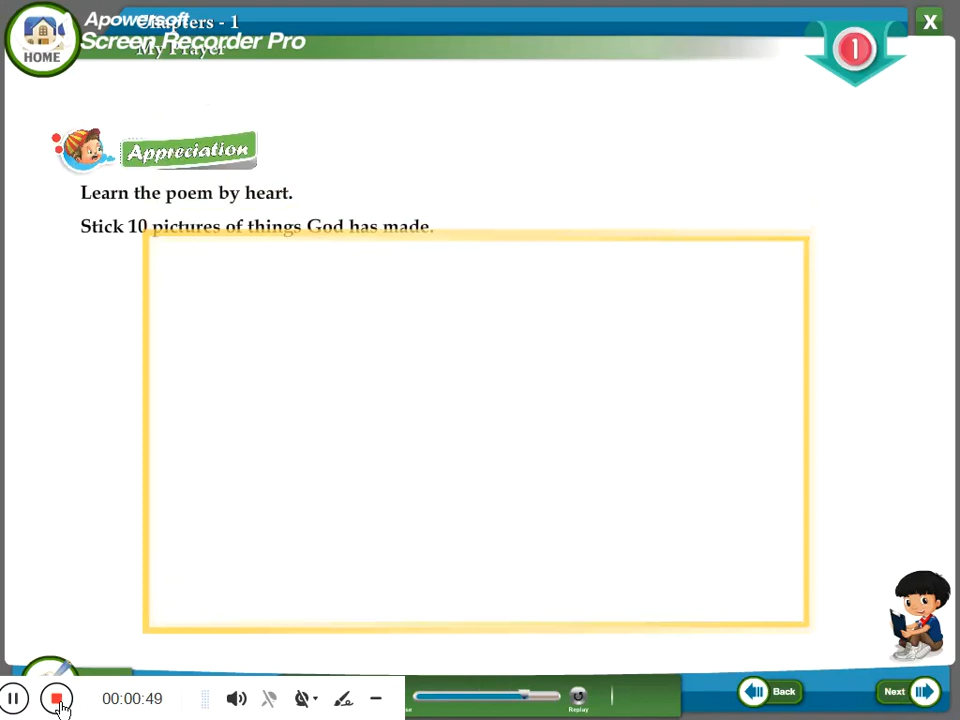 Apowersoft
Screen Recorder Pro
Chapters - 1
My Prayer
HOME
1
X
Appreciation
Learn the poem by heart.
Stick 10 pictures of things God has made.
00:00:49
Replay
Back
Next